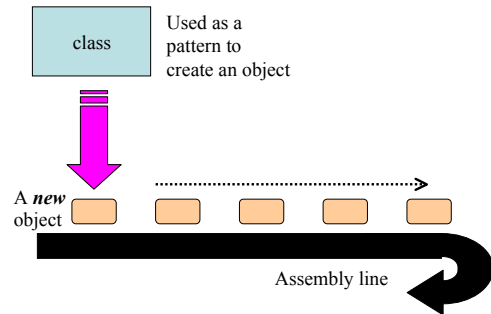 class
Used as a
pattern to
create an object
A new
object
Assembly line